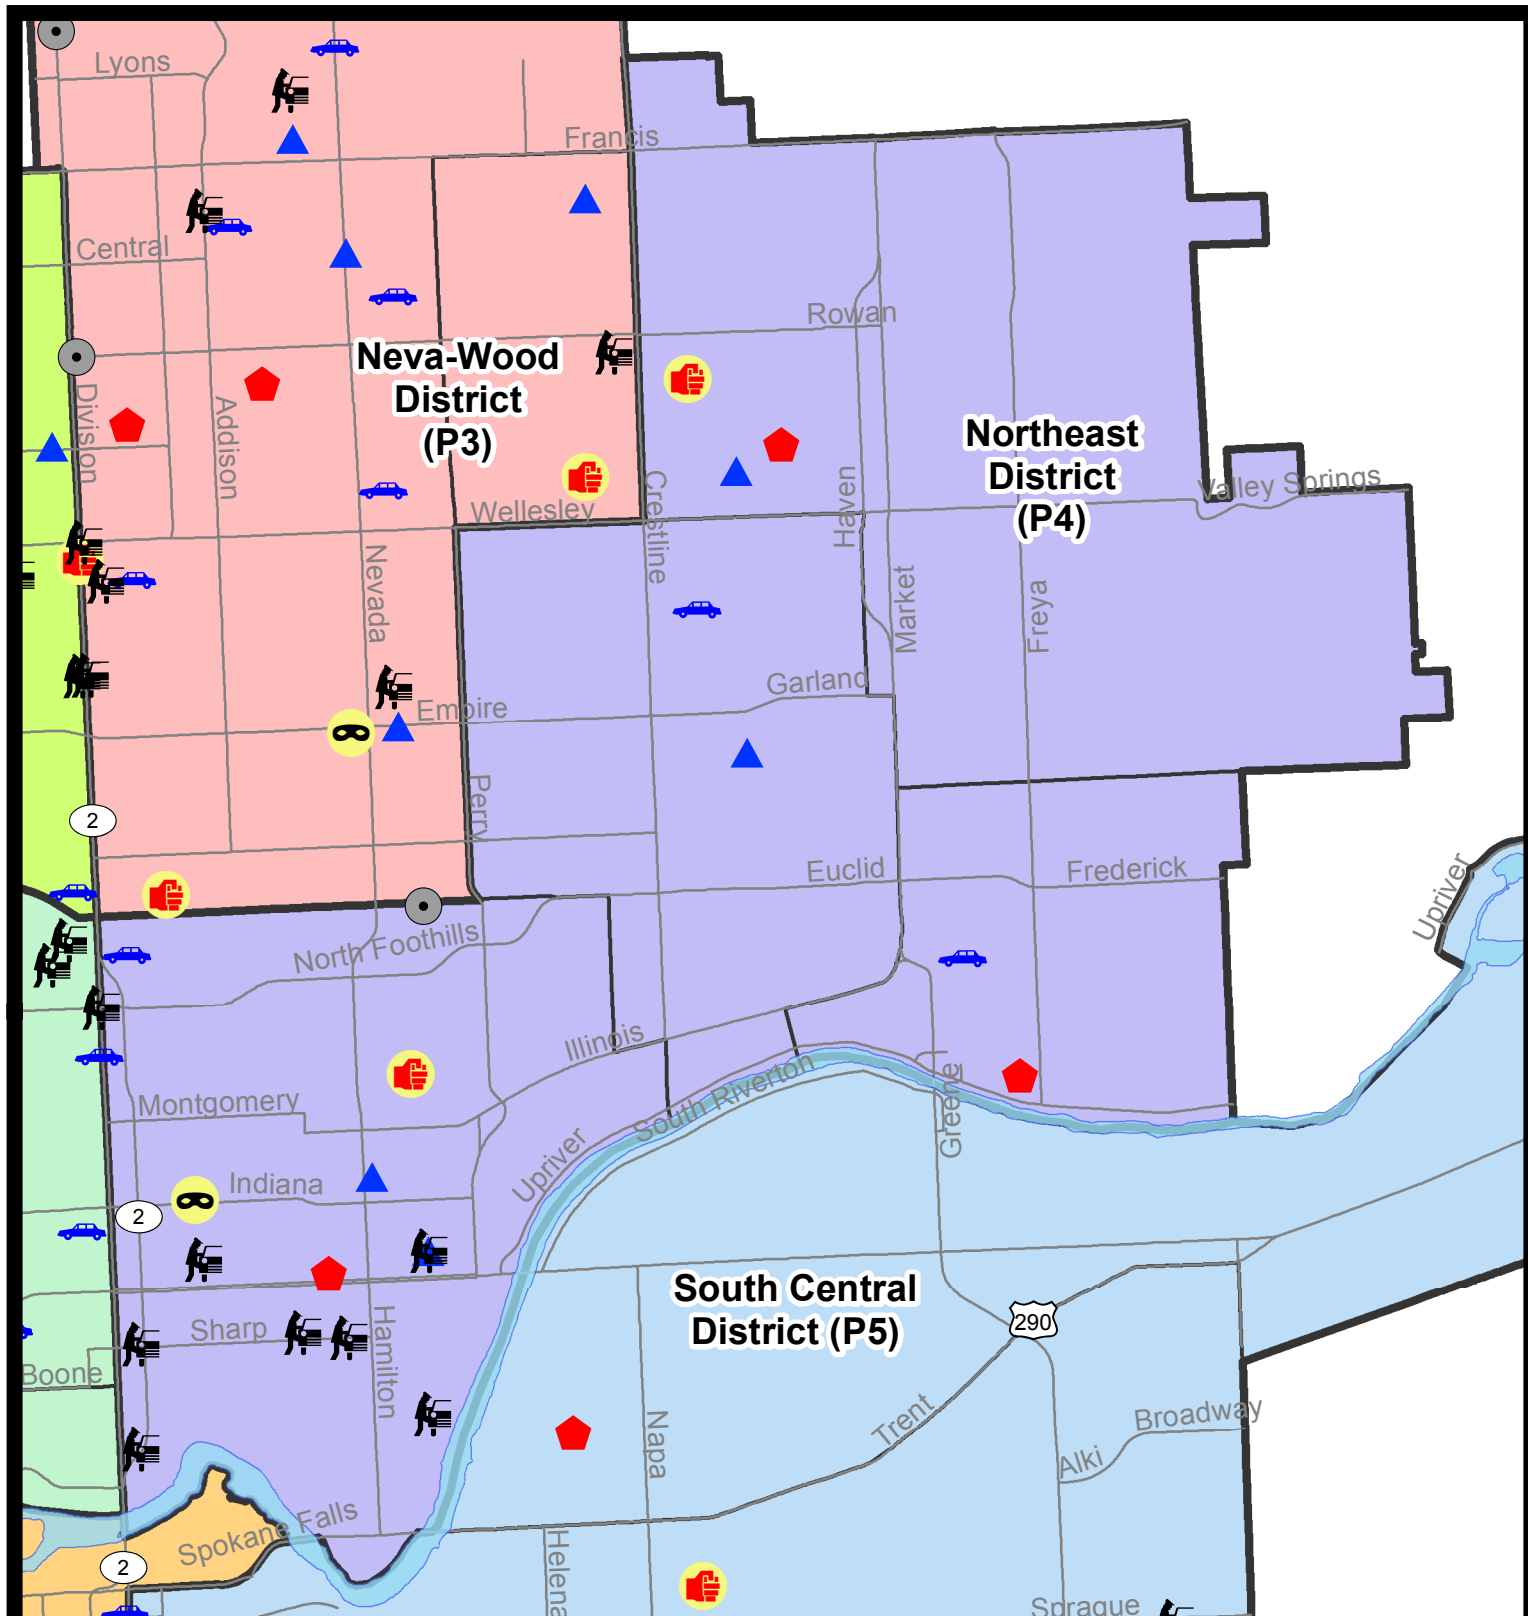 Lyons
Francis
Central
Rowan
Neva-Wood
District
(P3)
Division
Addison
Northeast
District
(P4)
Haven
Crestline
Valley Springs
Wellesley
Nevada
Market
Freya
Garland
Empire
Perry
2
Euclid
Frederick
Upriver
North Foothills
Illinois
South Riverton
Greene
Montgomery
Upriver
Indiana
2
South Central
District (P5)
290
Sharp
Hamilton
Boone
Napa
Trent
Broadway
Alki
Spokane Falls
Helena
2
Sprague